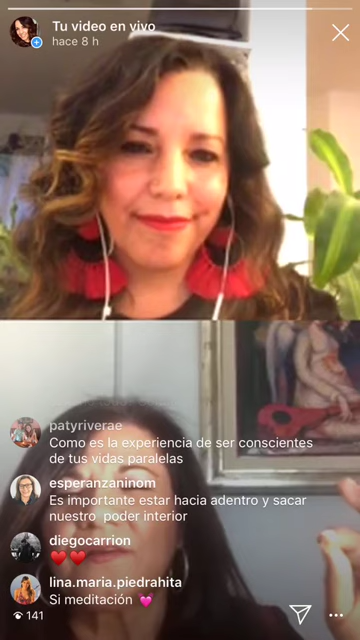 Tu video en vivo
hace 8 h
patyriverae
Como es la experiencia de ser conscientes
de tus vidas paralelas
esperanzaninom
Es importante estar hacia adentro y sacar
nuestro poder interior
diegocarrion
❤️❤️
lina.maria.piedrahita
Si meditación 💓
141